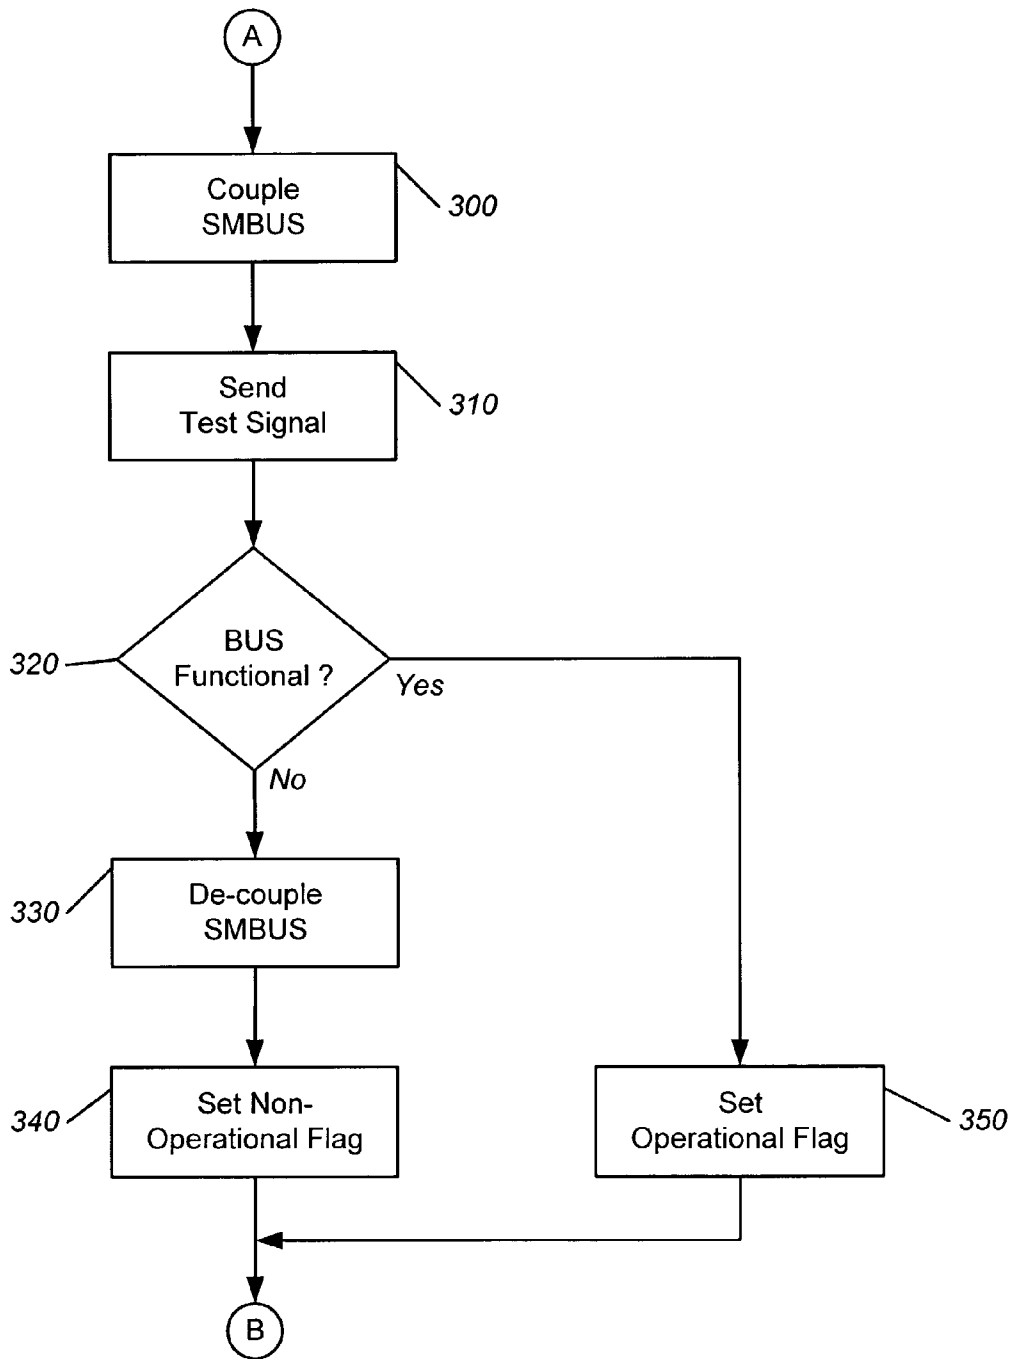 A
Couple
SMBUS
300
Send
Test Signal
310
BUS
Functional ?
320
Yes
No
De-couple
SMBUS
330
Set Non-
Operational Flag
340
Set
Operational Flag
350
B